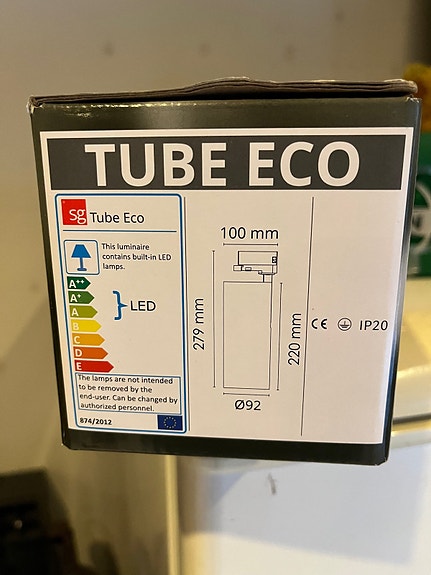 TUBE ECO
sg Tube Eco
This luminaire
contains built-in LED
lamps.
A++
A+
A
B
C
D
E
LED
The lamps are not intended
to be removed by the
end-user. Can be changed by
authorized personnel.
874/2012
100 mm
279 mm
220 mm
Ø92
CE IP20